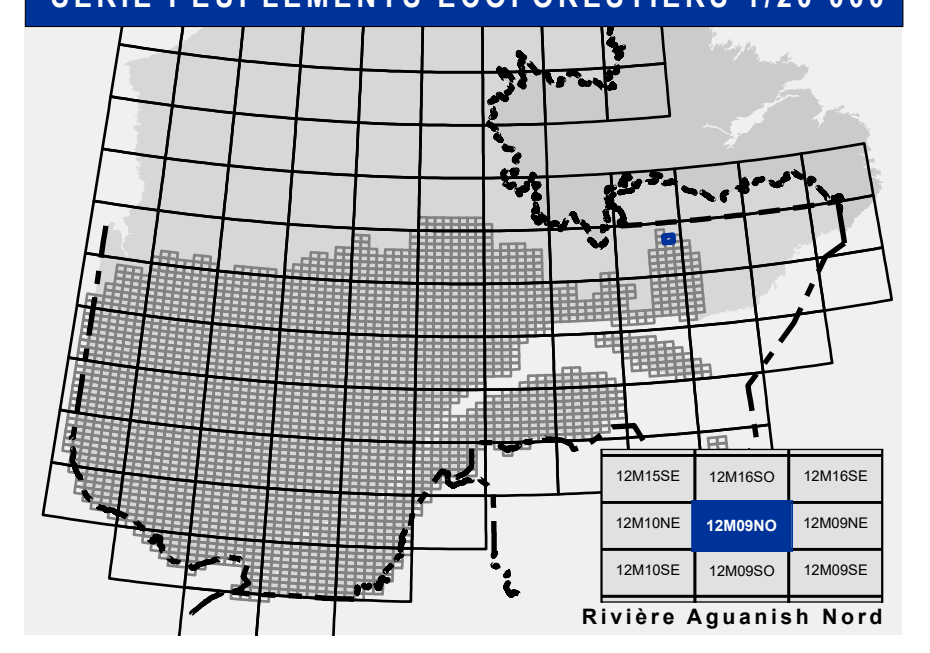 SÉRIE PEUPLEMENTS ÉCOFORESTIERS 1/20 000
12M15SE 12M16SO 12M16SE
12M10NE 12M09NO 12M09NE
12M10SE 12M09SO 12M09SE
Rivière Aguanish Nord